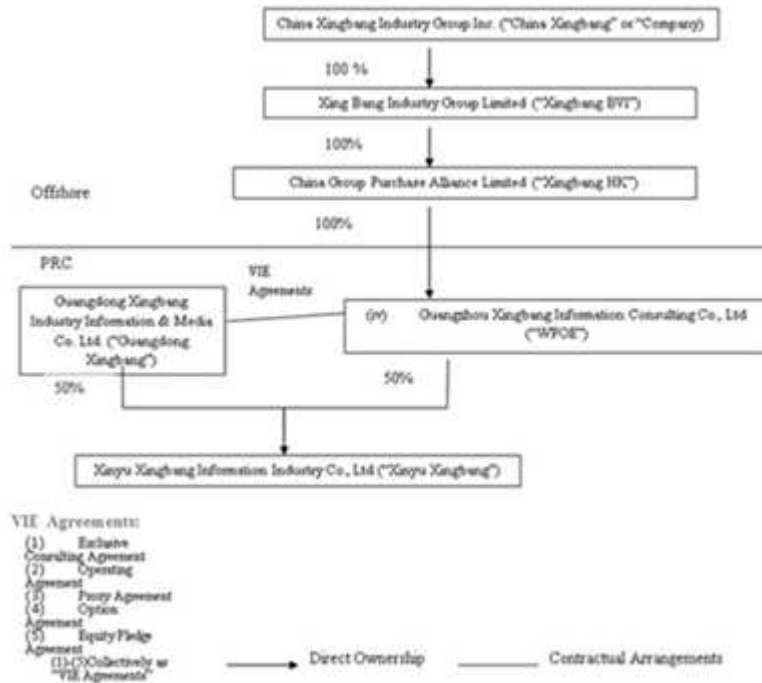 China Xingbang Industry Group Inc. ("China Xingbang" or "Company)
100 %
Xing Bang Industry Group Limited ("Xingbang BVI")
100%
China Group Purchase Alliance Limited ("Xingbang HK")
Offshore
100%
PRC
VIE
Agreements
Guangdong Xingbang
Industry Information & Media
Co. Ltd. ("Guangdong
Xingbang")
(iv) Guangzhou Xingbang Information Consulting Co., Ltd
("WFOE")
50%
50%
Xinyu Xingbang Information Industry Co., Ltd ("Xinyu Xingbang")
VIE Agreements:
(1) Exclusive
Consulting Agreement
(2) Operating
Agreement
(3) Proxy Agreement
(4) Option
Agreement
(5) Equity Pledge
Agreement
(1)-(5)Collectively as
"VIE Agreements"
Direct Ownership
Contractual Arrangements